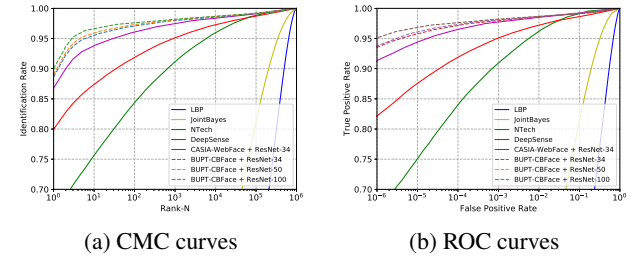 1.00
0.95
0.90
0.85
0.80
0.75
0.70
Identification Rate
LBP
JointBayes
NTech
DeepSense
CASIA-WebFace + ResNet-34
BUPT-CBFace + ResNet-34
BUPT-CBFace + ResNet-50
BUPT-CBFace + ResNet-100
10^0 10^1 10^2 10^3 10^4 10^5 10^6
Rank-N
(a) CMC curves
1.00
0.95
0.90
0.85
0.80
0.75
0.70
True Positive Rate
LBP
JointBayes
NTech
DeepSense
CASIA-WebFace + ResNet-34
BUPT-CBFace + ResNet-34
BUPT-CBFace + ResNet-50
BUPT-CBFace + ResNet-100
10^−6 10^−5 10^−4 10^−3 10^−2 10^−1 10^0
False Positive Rate
(b) ROC curves